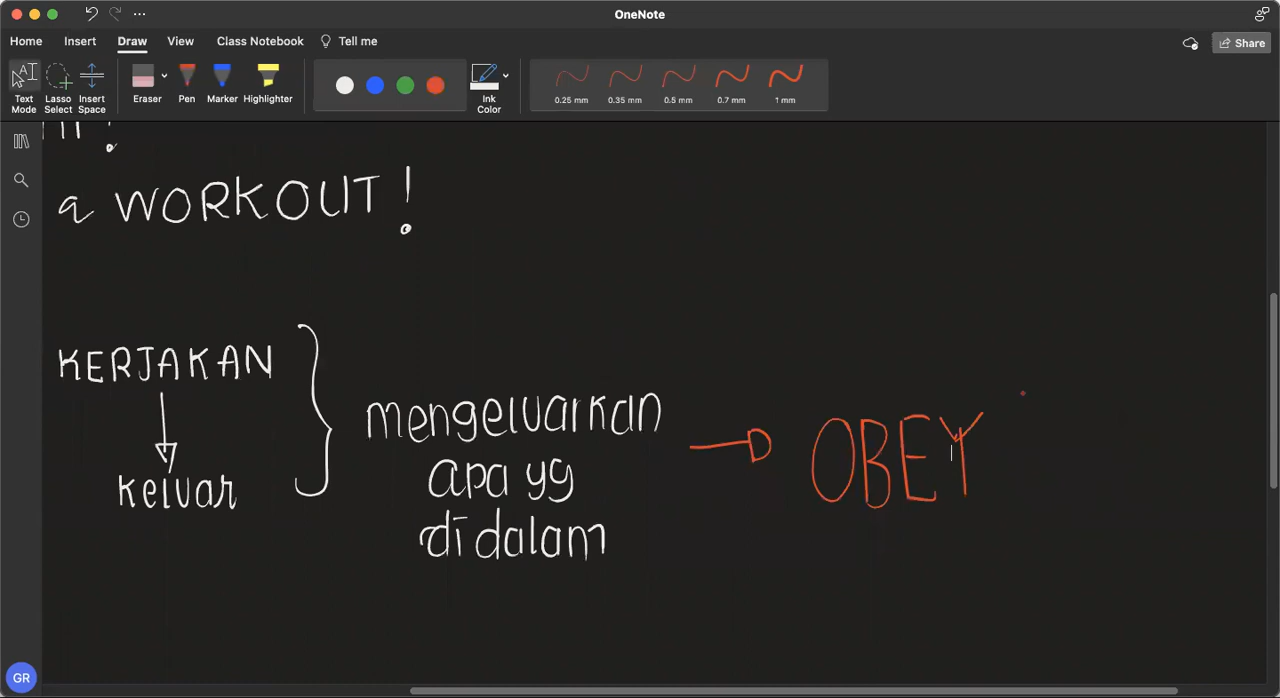 OneNote
Home Insert Draw View Class Notebook Tell me
Share
Text Mode
Lasso Select
Insert Space
Eraser
Pen
Marker
Highlighter
Ink Color
0.25 mm
0.35 mm
0.5 mm
0.7 mm
1 mm
a WORKOUT!
KERJAKAN
Keluar
mengeluarkan
apa yg
didalam
OBEY
GR